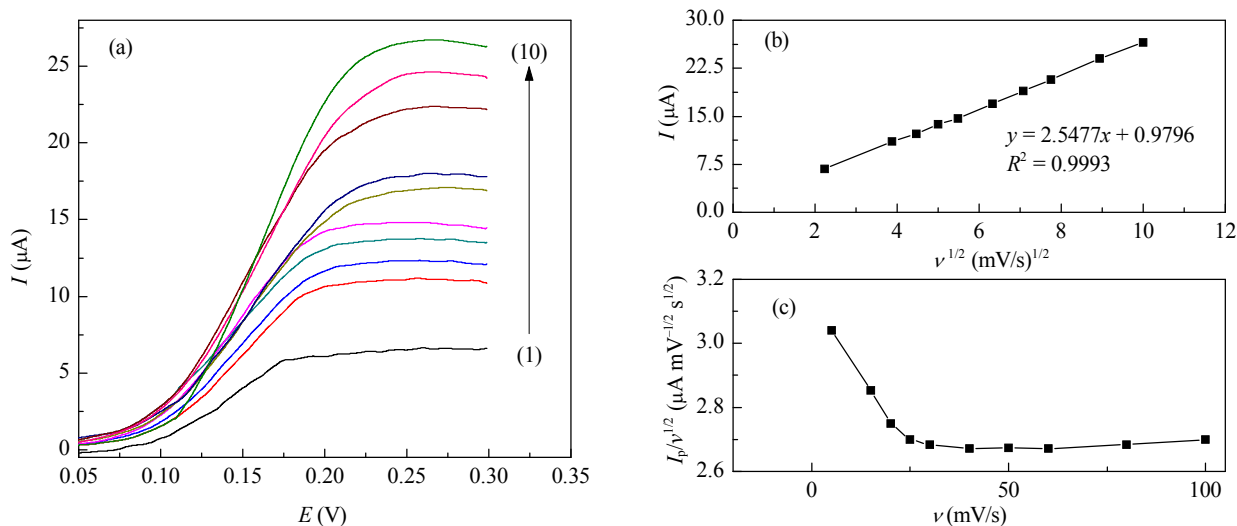 (a)
I (μA)
25
20
15
10
5
0
(10)
(1)
0.05 0.10 0.15 0.20 0.25 0.30 0.35
E (V)
(b)
I (μA)
30.0
22.5
15.0
7.5
0.0
y = 2.5477x + 0.9796
R² = 0.9993
0 2 4 6 8 10 12
ν^1/2 (mV/s)^1/2
(c)
Ip/ν^1/2 (μA mV^−1/2 s^1/2)
3.2
3.0
2.8
2.6
0 50 100
ν (mV/s)